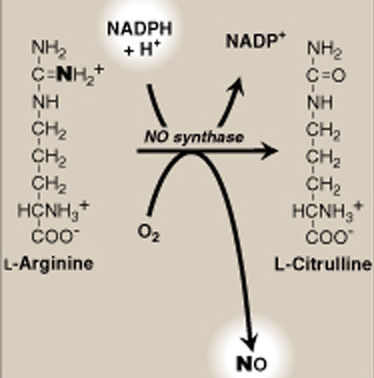 NADPH
+ H⁺
NADP⁺
NH₂
C=NH₂⁺
NH
CH₂
CH₂
CH₂
HCNH₃⁺
COO⁻
L-Arginine
NO synthase
O₂
NH₂
C=O
NH
CH₂
CH₂
CH₂
HCNH₃⁺
COO⁻
L-Citrulline
NO